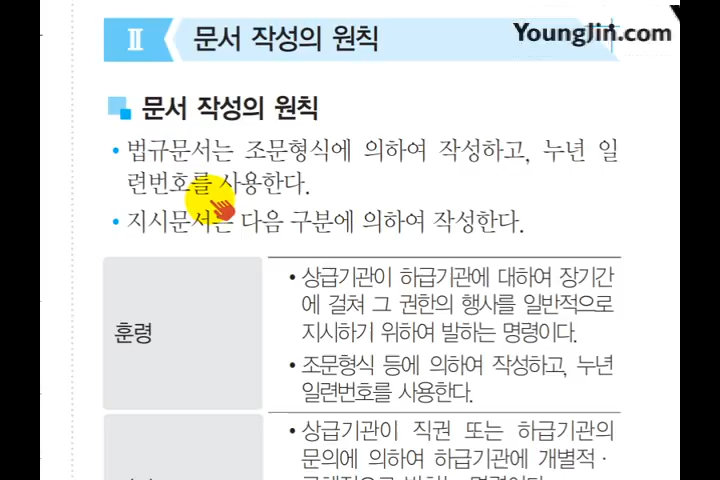 Ⅱ 문서 작성의 원칙
YoungJin.com
문서 작성의 원칙
• 법규문서는 조문형식에 의하여 작성하고, 누년 일
련번호를 사용한다.
• 지시문서는 다음 구분에 의하여 작성한다.
훈령
• 상급기관이 하급기관에 대하여 장기간
에 걸쳐 그 권한의 행사를 일반적으로
지시하기 위하여 발하는 명령이다.
• 조문형식 등에 의하여 작성하고, 누년
일련번호를 사용한다.
• 상급기관이 직권 또는 하급기관의
문의에 의하여 하급기관에 개별적·